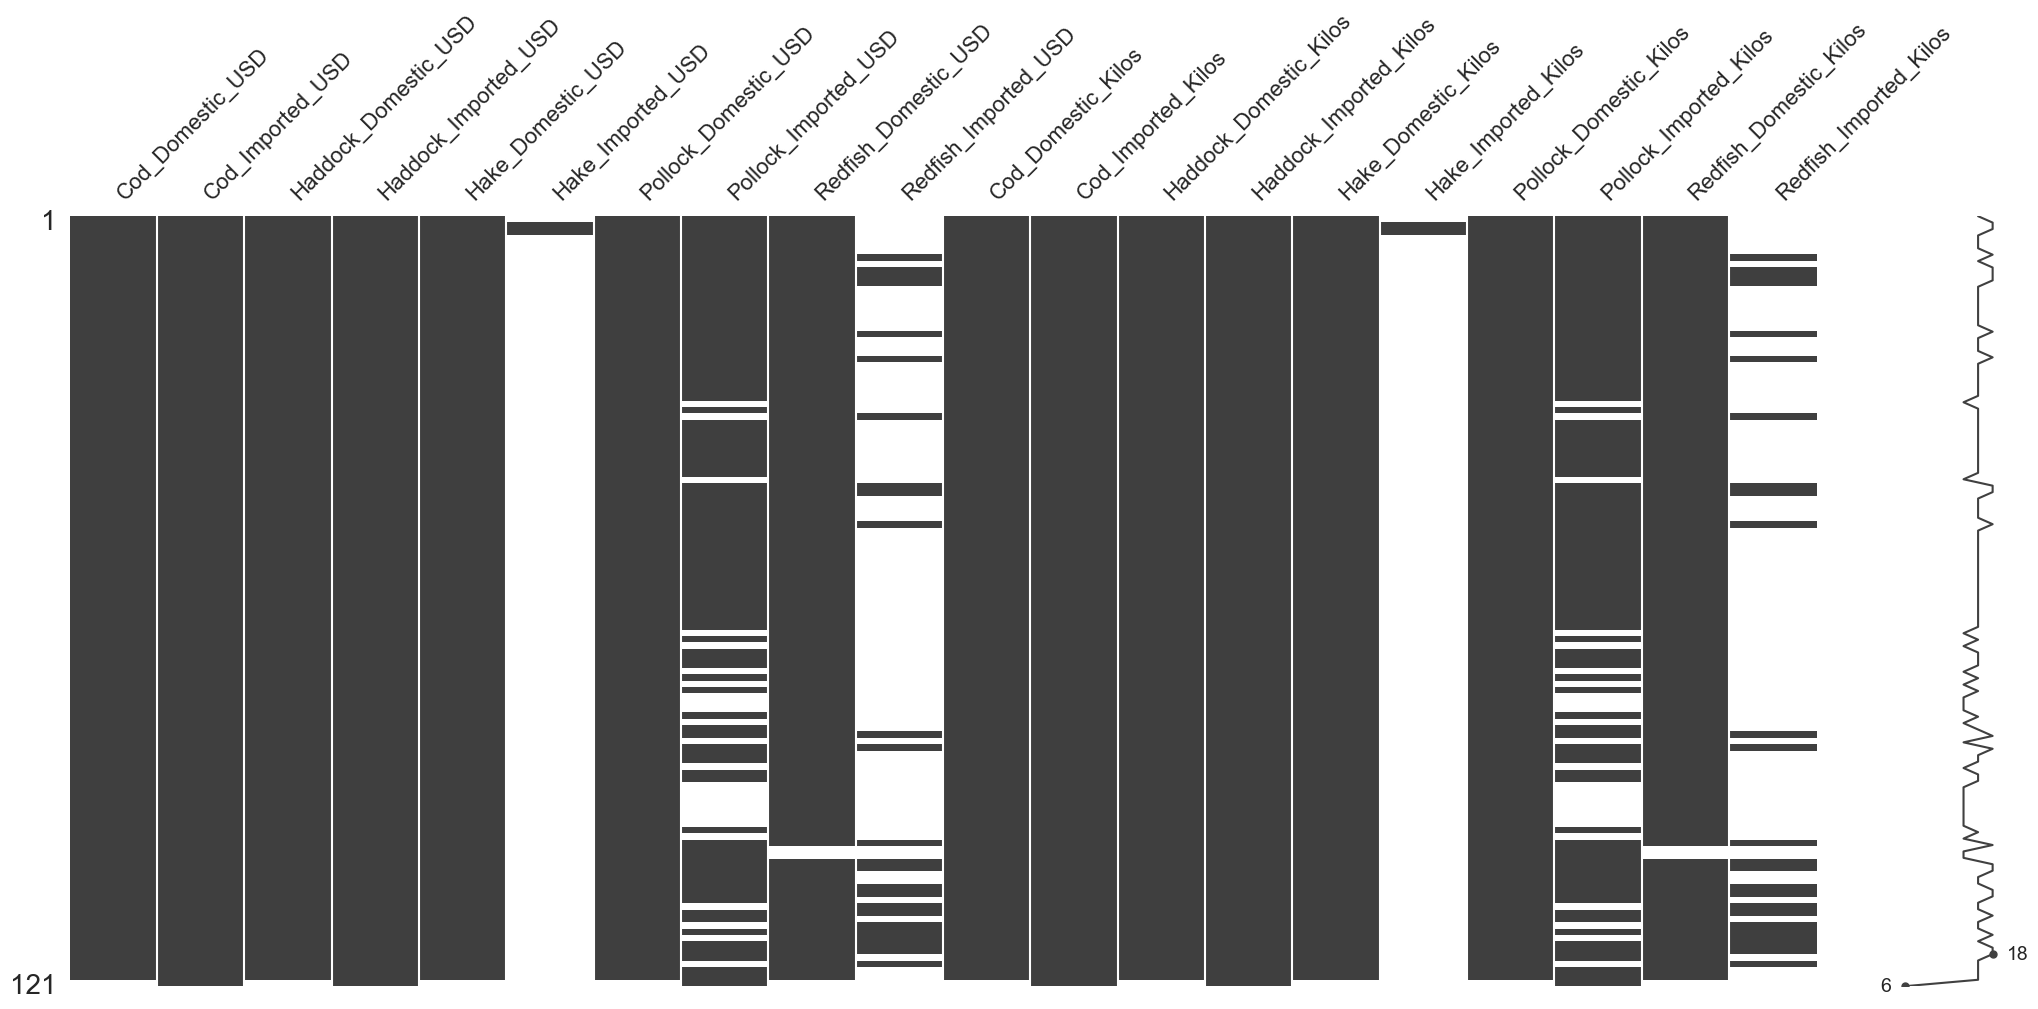 Cod_Domestic_USD
Cod_Imported_USD
Haddock_Domestic_USD
Haddock_Imported_USD
Hake_Domestic_USD
Hake_Imported_USD
Pollock_Domestic_USD
Pollock_Imported_USD
Redfish_Domestic_USD
Redfish_Imported_USD
Cod_Domestic_Kilos
Cod_Imported_Kilos
Haddock_Domestic_Kilos
Haddock_Imported_Kilos
Hake_Domestic_Kilos
Hake_Imported_Kilos
Pollock_Domestic_Kilos
Pollock_Imported_Kilos
Redfish_Domestic_Kilos
Redfish_Imported_Kilos
1
18
121
6